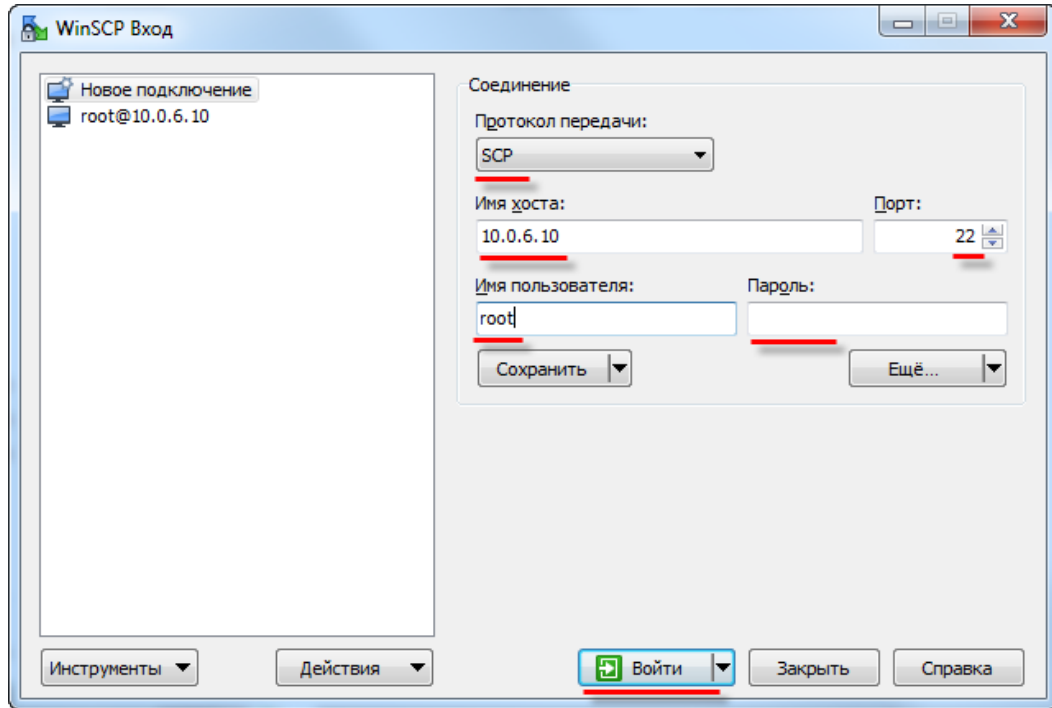 WinSCP Вход
Новое подключение
root@10.0.6.10
Соединение
Протокол передачи:
SCP
Имя хоста:
Порт:
10.0.6.10
22
Имя пользователя:
Пароль:
root
Сохранить
Ещё...
Инструменты
Действия
Войти
Закрыть
Справка